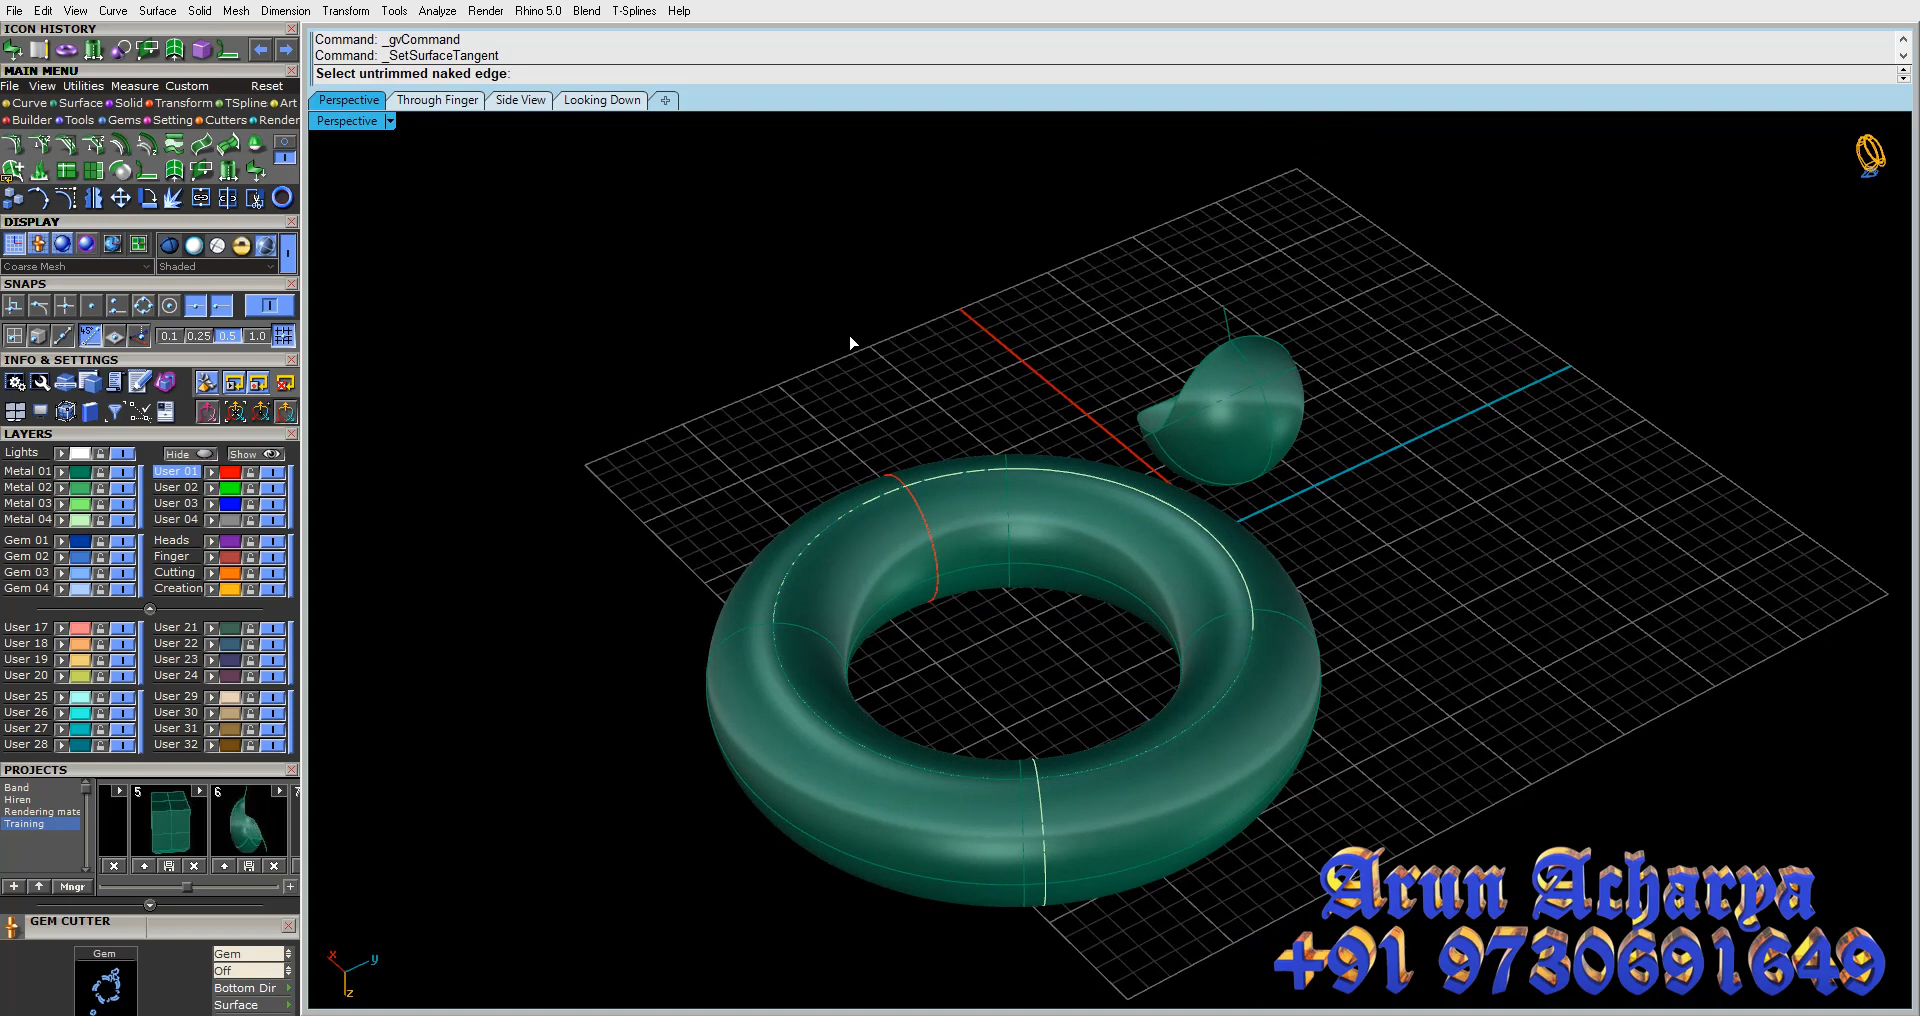 File Edit View Curve Surface Solid Mesh Dimension Transform Tools Analyze Render Rhino 5.0 Blend T-Splines Help
ICON HISTORY
MAIN MENU
File View Utilities Measure Custom Reset
Curve Surface Solid Transform TSpline Art
Builder Tools Gems Setting Cutters Render
DISPLAY
Coarse Mesh Shaded
SNAPS
45° 0.1 0.25 0.5 1.0
INFO & SETTINGS
LAYERS
Lights Hide Show
Metal 01 User 01
Metal 02 User 02
Metal 03 User 03
Metal 04 User 04
Gem 01 Heads
Gem 02 Finger
Gem 03 Cutting
Gem 04 Creation
User 17 User 21
User 18 User 22
User 19 User 23
User 20 User 24
User 25 User 29
User 26 User 30
User 27 User 31
User 28 User 32
PROJECTS
Band
Hiren
Rendering mate
Training
5 6 7
Mngr
GEM CUTTER
Gem
Gem
Off
Bottom Dir
Surface
Command: _gvCommand
Command: _SetSurfaceTangent
Select untrimmed naked edge:
Perspective Through Finger Side View Looking Down
Perspective
x y
z
Arun Acharya
+91 9730691649